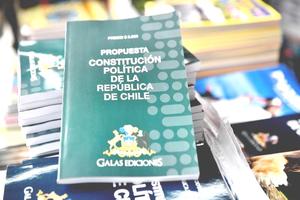 PROPUESTA
CONSTITUCIÓN
POLÍTICA
DE LA
REPÚBLICA
DE CHILE
GALAS EDICIONES